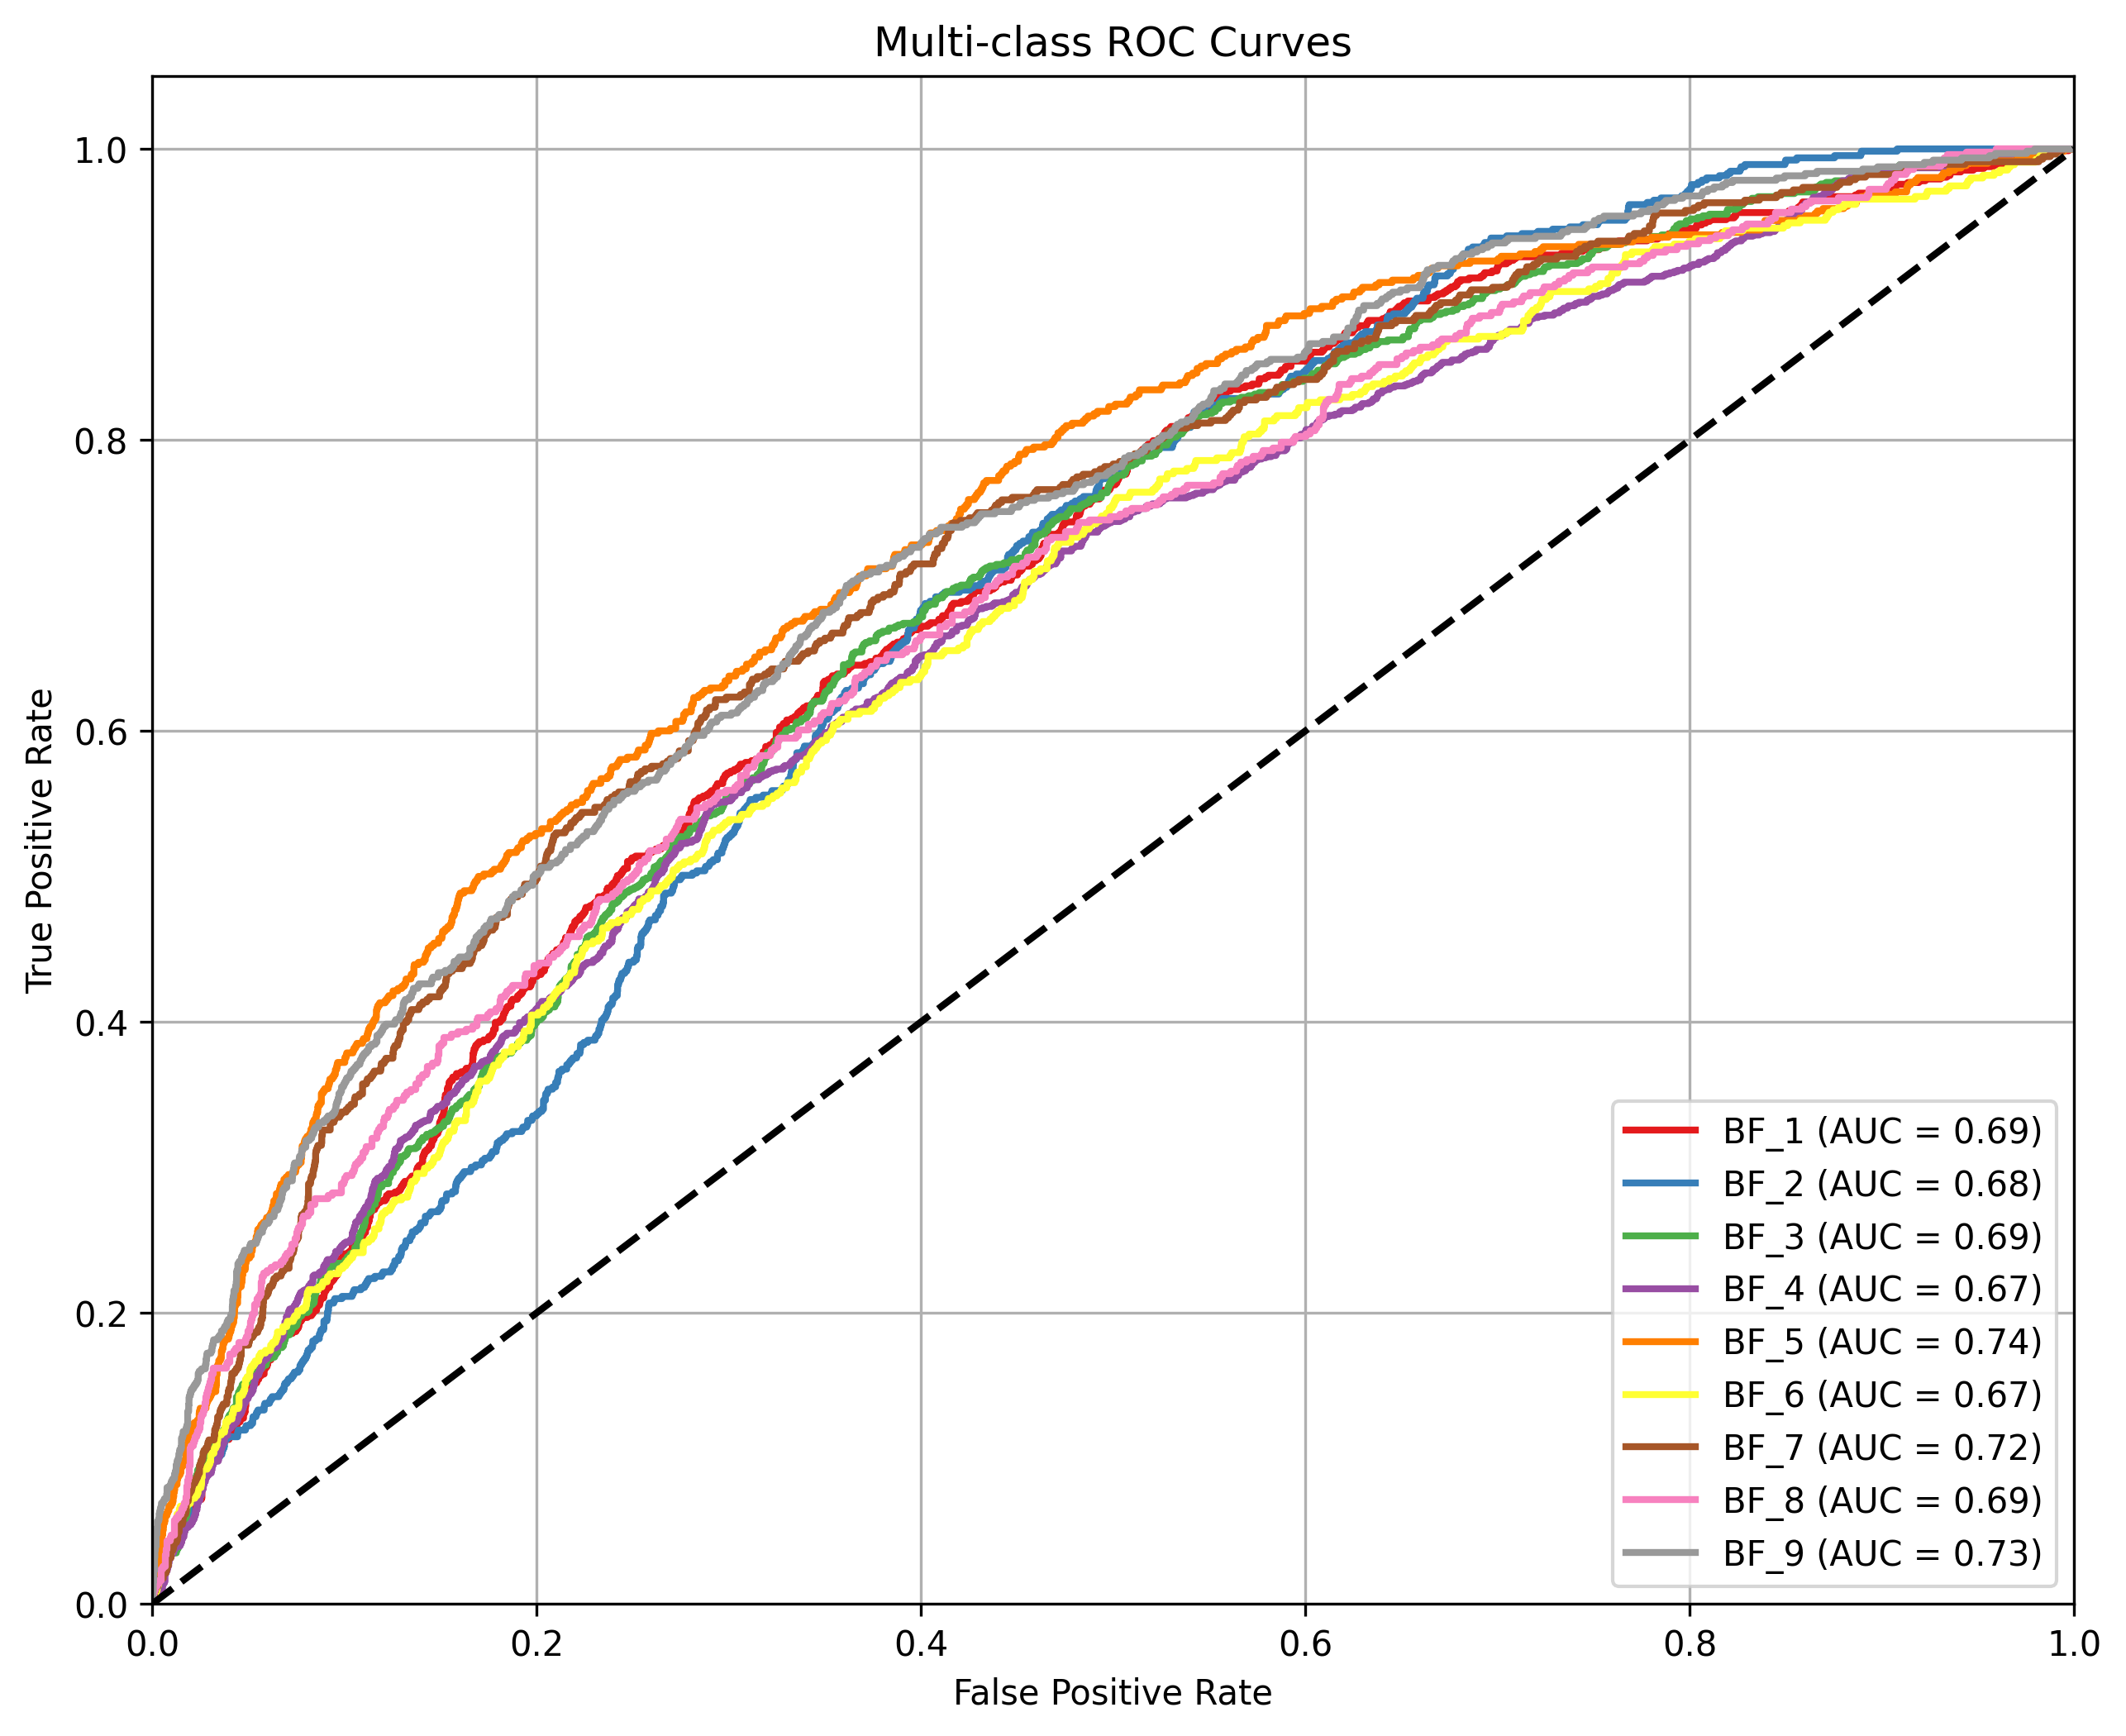 Multi-class ROC Curves
True Positive Rate
1.0
0.8
0.6
0.4
0.2
0.0
0.0 0.2 0.4 0.6 0.8 1.0
False Positive Rate
BF_1 (AUC = 0.69)
BF_2 (AUC = 0.68)
BF_3 (AUC = 0.69)
BF_4 (AUC = 0.67)
BF_5 (AUC = 0.74)
BF_6 (AUC = 0.67)
BF_7 (AUC = 0.72)
BF_8 (AUC = 0.69)
BF_9 (AUC = 0.73)